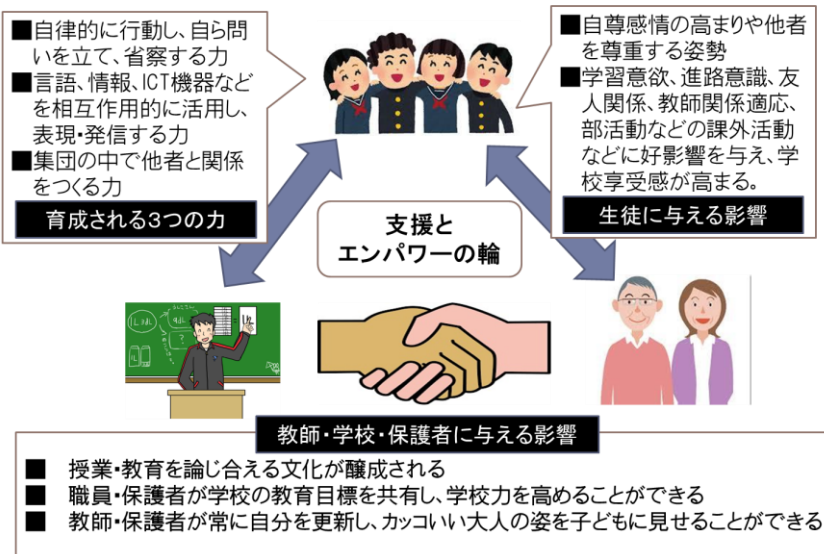 ■自律的に行動し、自ら問
いを立て、省察する力
■言語、情報、ICT機器など
を相互作用的に活用し、
表現・発信する力
■集団の中で他者と関係
をつくる力
育成される3つの力
■自尊感情の高まりや他者
を尊重する姿勢
■学習意欲、進路意識、友
人関係、教師関係適応、
部活動などの課外活動
などに好影響を与え、学
校享受感が高まる。
生徒に与える影響
支援と
エンパワーの輪
教師・学校・保護者に与える影響
■ 授業・教育を論じ合える文化が醸成される
■ 職員・保護者が学校の教育目標を共有し、学校力を高めることができる
■ 教師・保護者が常に自分を更新し、カッコいい大人の姿を子どもに見せることができる